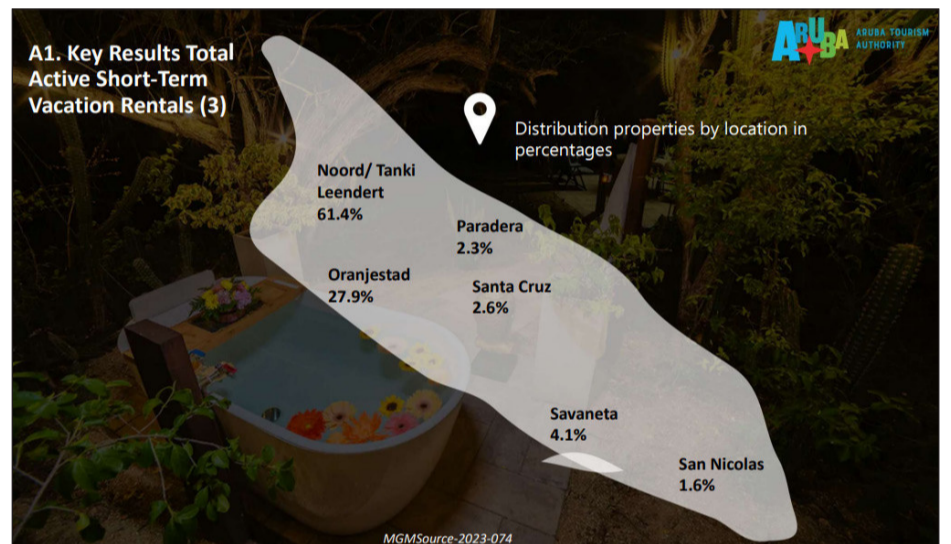 A1. Key Results Total
Active Short-Term
Vacation Rentals (3)
ARUBA
ARUBA TOURISM
AUTHORITY
Distribution properties by location in
percentages
Noord/ Tanki
Leendert
61.4%
Paradera
2.3%
Oranjestad
27.9%
Santa Cruz
2.6%
Savaneta
4.1%
San Nicolas
1.6%
MGMSource-2023-074